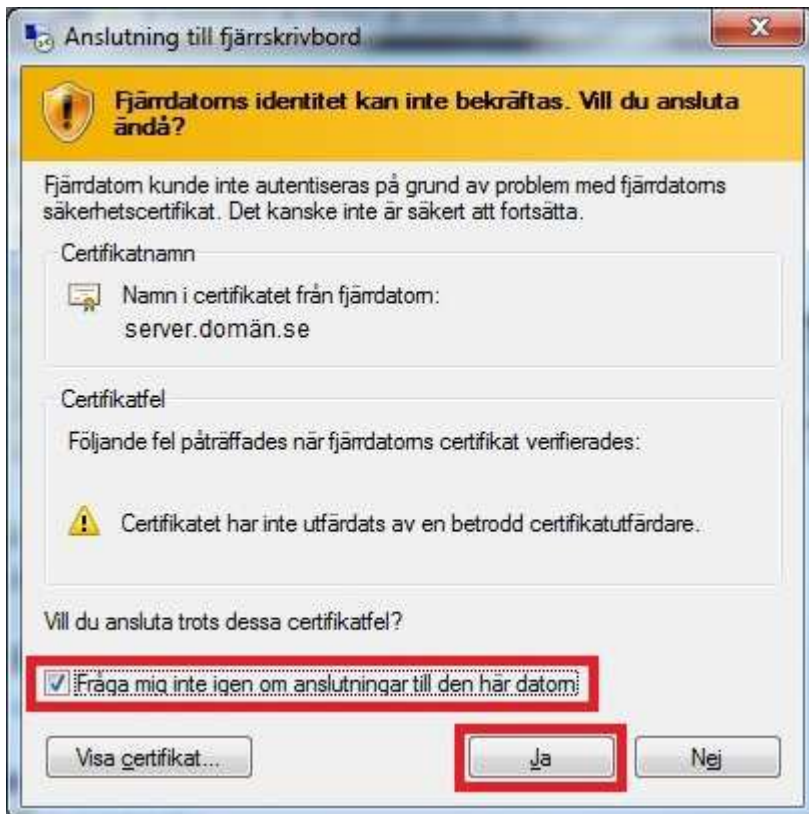 Anslutning till fjärrskrivbord
Fjärrdatorns identitet kan inte bekräftas. Vill du ansluta
ändå?
Fjärrdatorn kunde inte autentiseras på grund av problem med fjärrdatorns
säkerhetscertifikat. Det kanske inte är säkert att fortsätta.
Certifikatnamn
Namn i certifikatet från fjärrdatorn:
server.domän.se
Certifikatfel
Följande fel påträffades när fjärrdatorns certifikat verifierades:
Certifikatet har inte utfärdats av en betrodd certifikatutfärdare.
Vill du ansluta trots dessa certifikatfel?
Fråga mig inte igen om anslutningar till den här datorn
Visa certifikat... Ja Nej